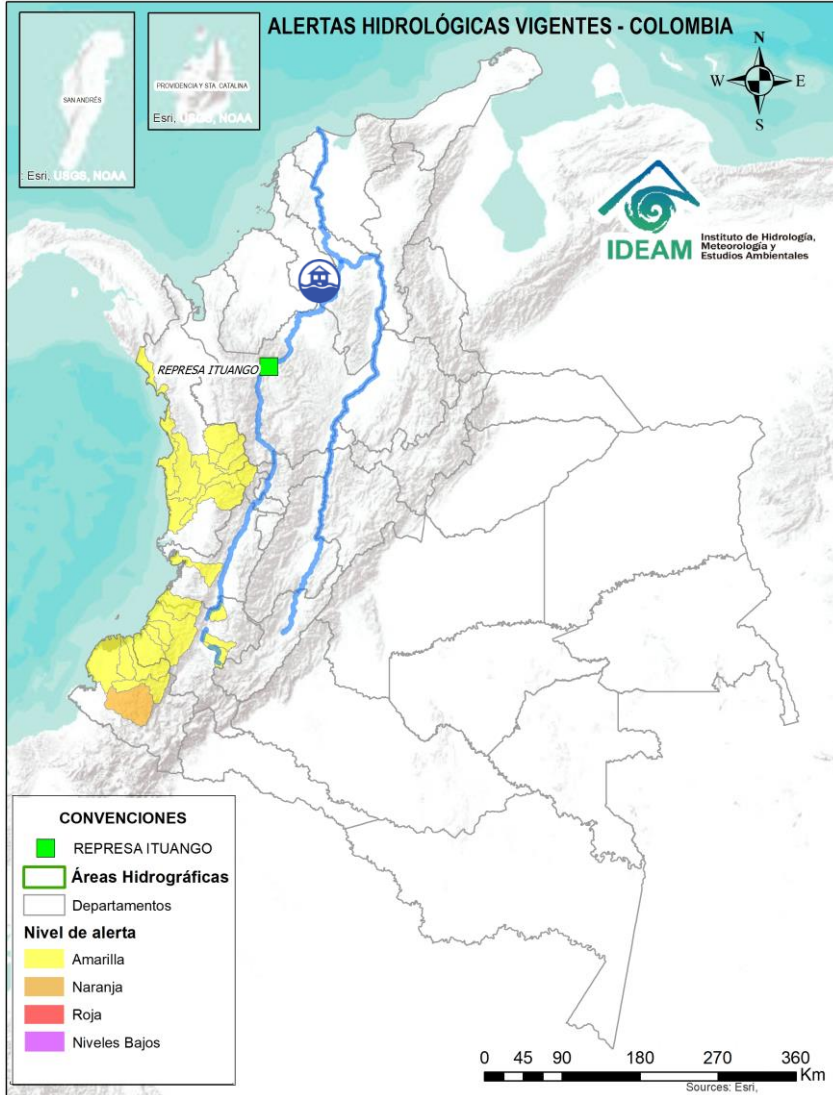 ALERTAS HIDROLÓGICAS VIGENTES - COLOMBIA
SAN ANDRÉS
Esri, USGS, NOAA
PROVIDENCIA Y STA. CATALINA
Esri, USGS, NOAA
N
W
E
S
IDEAM
Instituto de Hidrología,
Meteorología y
Estudios Ambientales
REPRESA ITUANGO
CONVENCIONES
REPRESA ITUANGO
Áreas Hidrográficas
Departamentos
Nivel de alerta
Amarilla
Naranja
Roja
Niveles Bajos
0 45 90 180 270 360
Km
Sources: Esri,